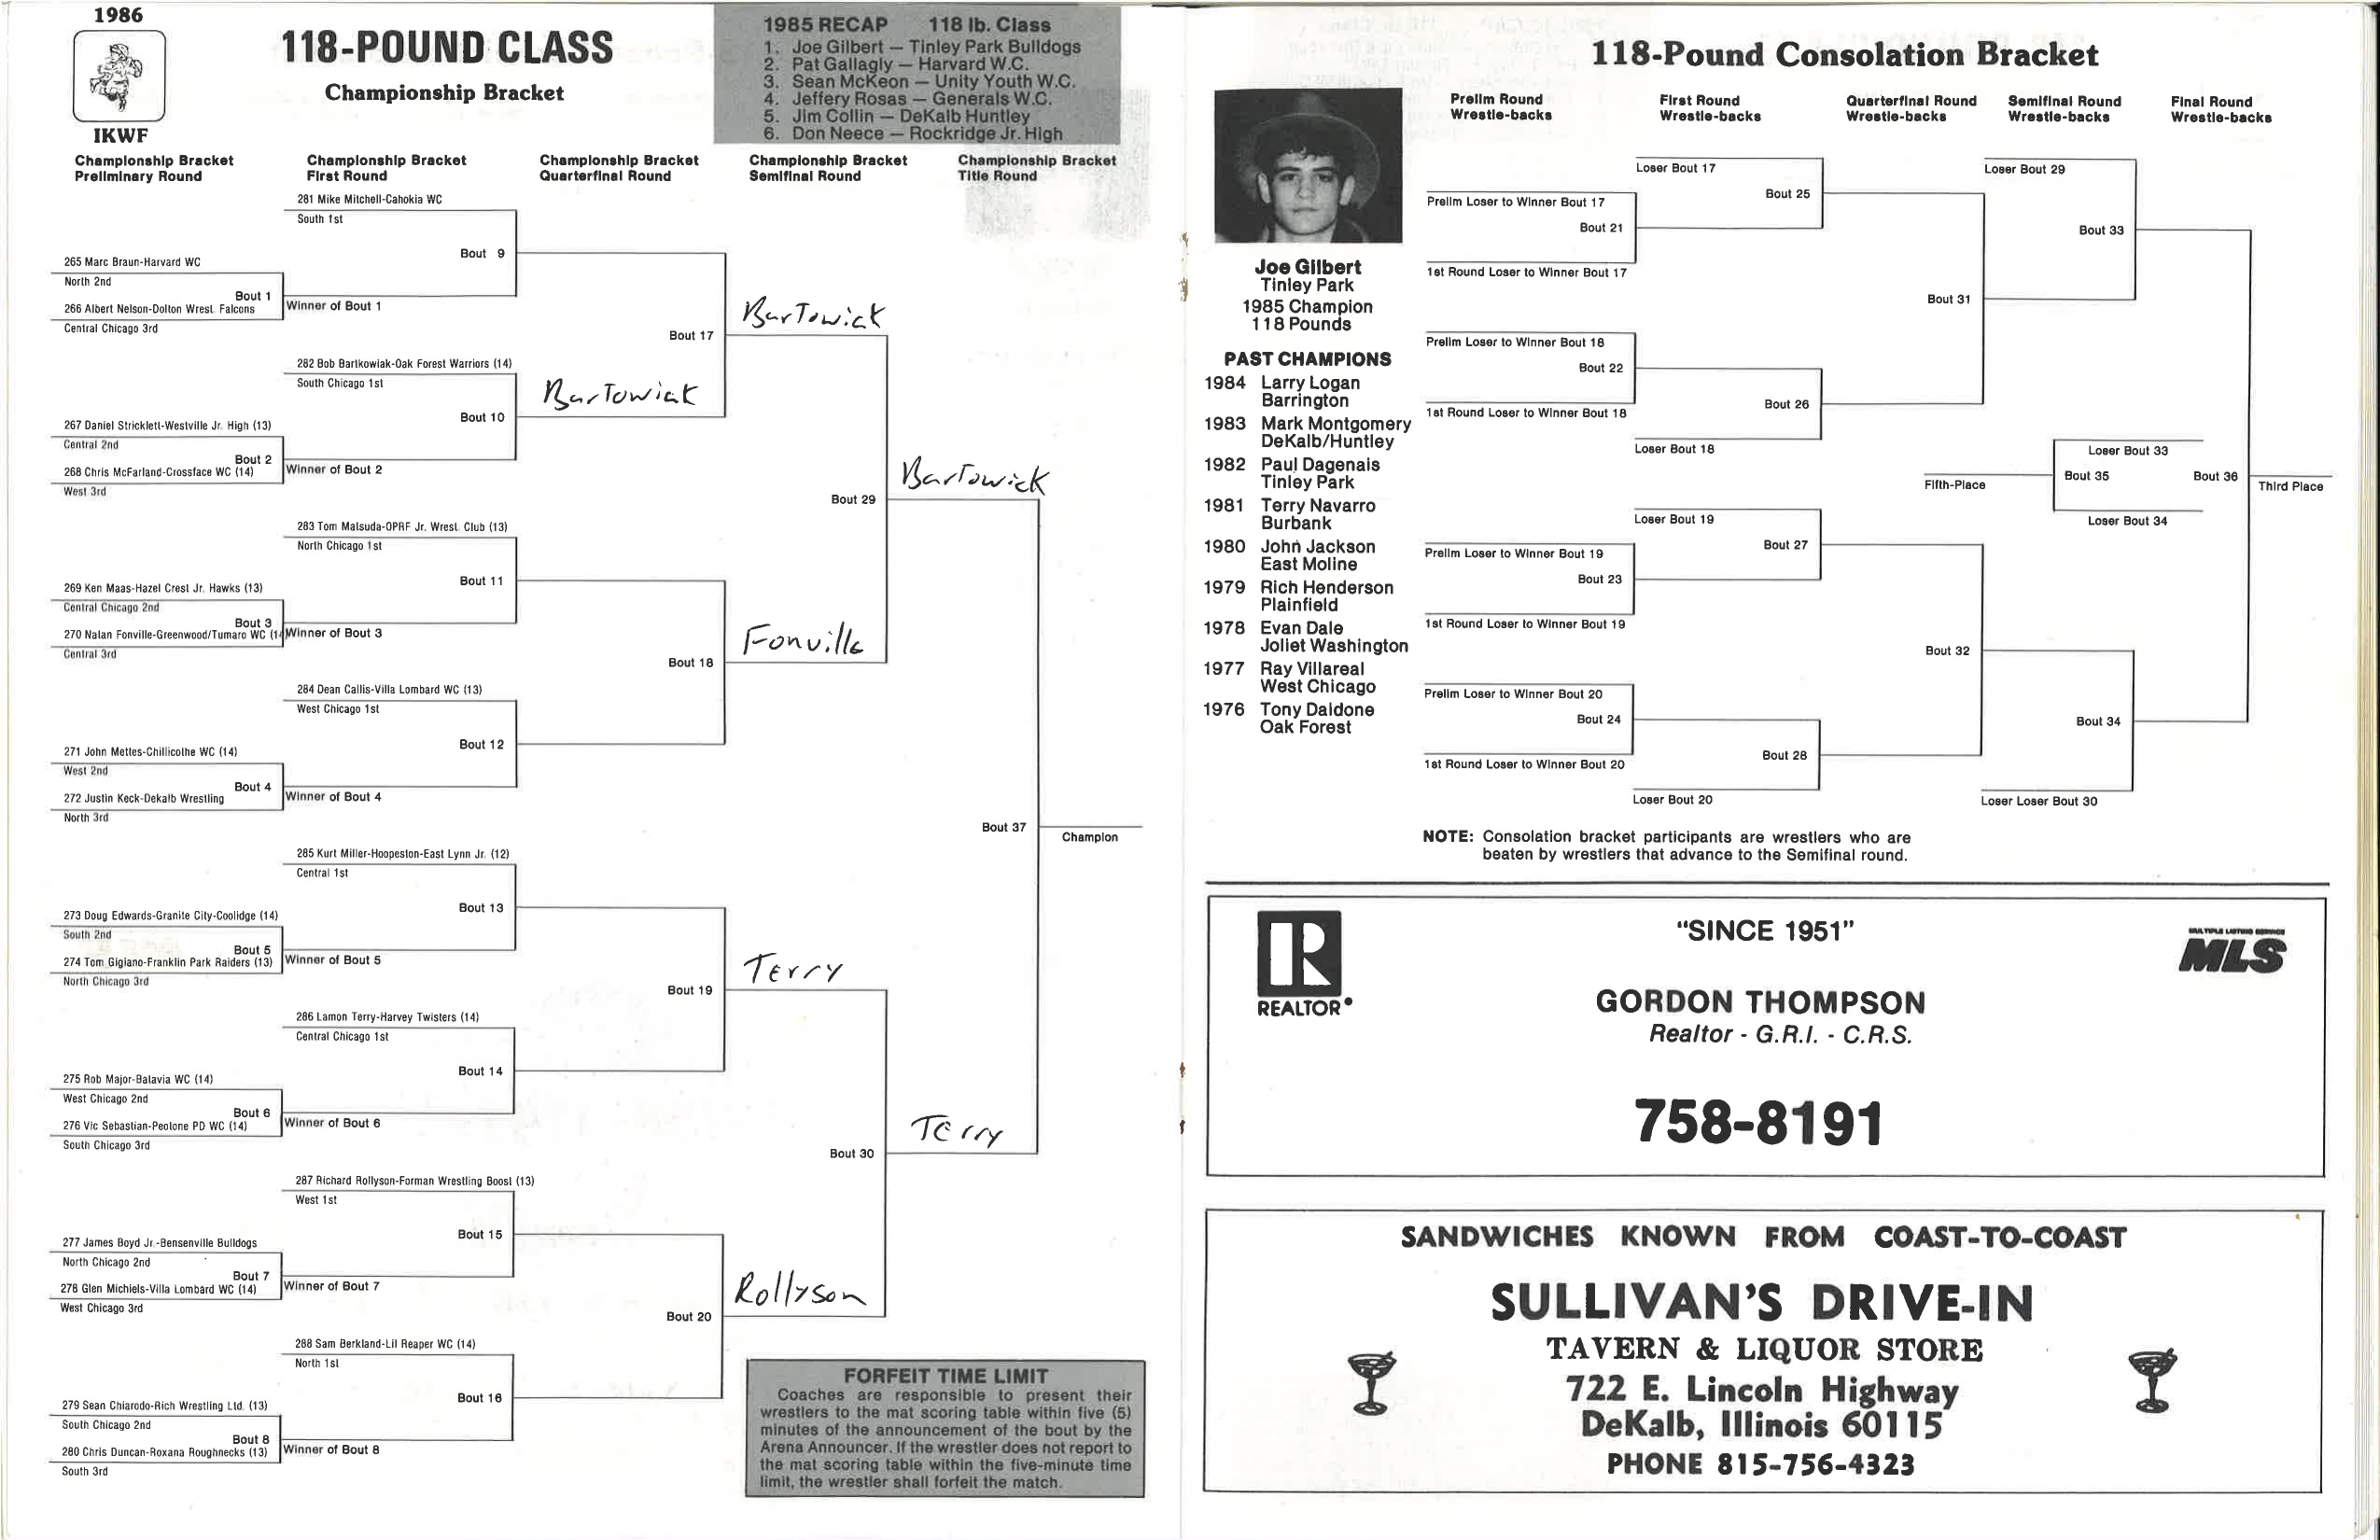 1986
IKWF
118-POUND CLASS
Championship Bracket
1985 RECAP 118 lb. Class
1. Joe Gilbert — Tinley Park Bulldogs
2. Pat Gallagly — Harvard W.C.
3. Sean McKeon — Unity Youth W.C.
4. Jeffery Rosas — Generals W.C.
5. Jim Collin — DeKalb Huntley
6. Don Neece — Rockridge Jr. High
Championship Bracket
Preliminary Round
Championship Bracket
First Round
Championship Bracket
Quarterfinal Round
Championship Bracket
Semifinal Round
Championship Bracket
Title Round
281 Mike Mitchell-Cahokia WC
South 1st
Bout 9
265 Marc Braun-Harvard WC
North 2nd
Bout 1
266 Albert Nelson-Dolton Wrest. Falcons
Central Chicago 3rd
Winner of Bout 1
Bout 17
Bartowick
282 Bob Bartkowiak-Oak Forest Warriors (14)
South Chicago 1st
Bartowick
Bout 10
267 Daniel Stricklett-Westville Jr. High (13)
Central 2nd
Bout 2
268 Chris McFarland-Crossface WC (14)
West 3rd
Winner of Bout 2
Bout 29
Bartowick
283 Tom Matsuda-OPRF Jr. Wrest. Club (13)
North Chicago 1st
Bout 11
269 Ken Maas-Hazel Crest Jr. Hawks (13)
Central Chicago 2nd
Bout 3
270 Nalan Fonville-Greenwood/Tumaro WC (14
Central 3rd
Winner of Bout 3
Bout 18
Fonville
284 Dean Callis-Villa Lombard WC (13)
West Chicago 1st
Bout 12
271 John Mettes-Chillicothe WC (14)
West 2nd
Bout 4
272 Justin Keck-Dekalb Wrestling
North 3rd
Winner of Bout 4
Bout 37
Champion
285 Kurt Miller-Hoopeston-East Lynn Jr. (12)
Central 1st
Bout 13
273 Doug Edwards-Granite City-Coolidge (14)
South 2nd
Bout 5
274 Tom Gigiano-Franklin Park Raiders (13)
North Chicago 3rd
Winner of Bout 5
Bout 19
Terry
286 Lamon Terry-Harvey Twisters (14)
Central Chicago 1st
Bout 14
275 Rob Major-Batavia WC (14)
West Chicago 2nd
Bout 6
276 Vic Sebastian-Peotone PD WC (14)
South Chicago 3rd
Winner of Bout 6
Bout 30
Terry
287 Richard Rollyson-Forman Wrestling Boost (13)
West 1st
Bout 15
277 James Boyd Jr.-Bensenville Bulldogs
North Chicago 2nd
Bout 7
278 Glen Michiels-Villa Lombard WC (14)
West Chicago 3rd
Winner of Bout 7
Bout 20
Rollyson
288 Sam Berkland-Lil Reaper WC (14)
North 1st
Bout 16
279 Sean Chiarodo-Rich Wrestling Ltd. (13)
South Chicago 2nd
Bout 8
280 Chris Duncan-Roxana Roughnecks (13)
South 3rd
Winner of Bout 8
FORFEIT TIME LIMIT
Coaches are responsible to present their
wrestlers to the mat scoring table within five (5)
minutes of the announcement of the bout by the
Arena Announcer. If the wrestler does not report to
the mat scoring table within the five-minute time
limit, the wrestler shall forfeit the match.
118-Pound Consolation Bracket
Prelim Round
Wrestle-backs
First Round
Wrestle-backs
Quarterfinal Round
Wrestle-backs
Semifinal Round
Wrestle-backs
Final Round
Wrestle-backs
Joe Gilbert
Tinley Park
1985 Champion
118 Pounds
PAST CHAMPIONS
1984 Larry Logan
Barrington
1983 Mark Montgomery
DeKalb/Huntley
1982 Paul Dagenais
Tinley Park
1981 Terry Navarro
Burbank
1980 John Jackson
East Moline
1979 Rich Henderson
Plainfield
1978 Evan Dale
Joliet Washington
1977 Ray Villareal
West Chicago
1976 Tony Daldone
Oak Forest
Loser Bout 17
Bout 25
Prelim Loser to Winner Bout 17
Bout 21
1st Round Loser to Winner Bout 17
Loser Bout 29
Bout 33
Bout 31
Prelim Loser to Winner Bout 18
Bout 22
1st Round Loser to Winner Bout 18
Bout 26
Loser Bout 18
Loser Bout 33
Fifth-Place
Bout 35
Bout 36
Third Place
Loser Bout 34
Loser Bout 19
Bout 27
Prelim Loser to Winner Bout 19
Bout 23
1st Round Loser to Winner Bout 19
Bout 32
Prelim Loser to Winner Bout 20
Bout 24
1st Round Loser to Winner Bout 20
Bout 28
Loser Bout 20
Bout 34
Loser Loser Bout 30
NOTE: Consolation bracket participants are wrestlers who are
beaten by wrestlers that advance to the Semifinal round.
R
REALTOR®
"SINCE 1951"
MULTIPLE LISTING SERVICE
MLS
GORDON THOMPSON
Realtor - G.R.I. - C.R.S.
758-8191
SANDWICHES KNOWN FROM COAST-TO-COAST
SULLIVAN'S DRIVE-IN
TAVERN & LIQUOR STORE
722 E. Lincoln Highway
DeKalb, Illinois 60115
PHONE 815-756-4323